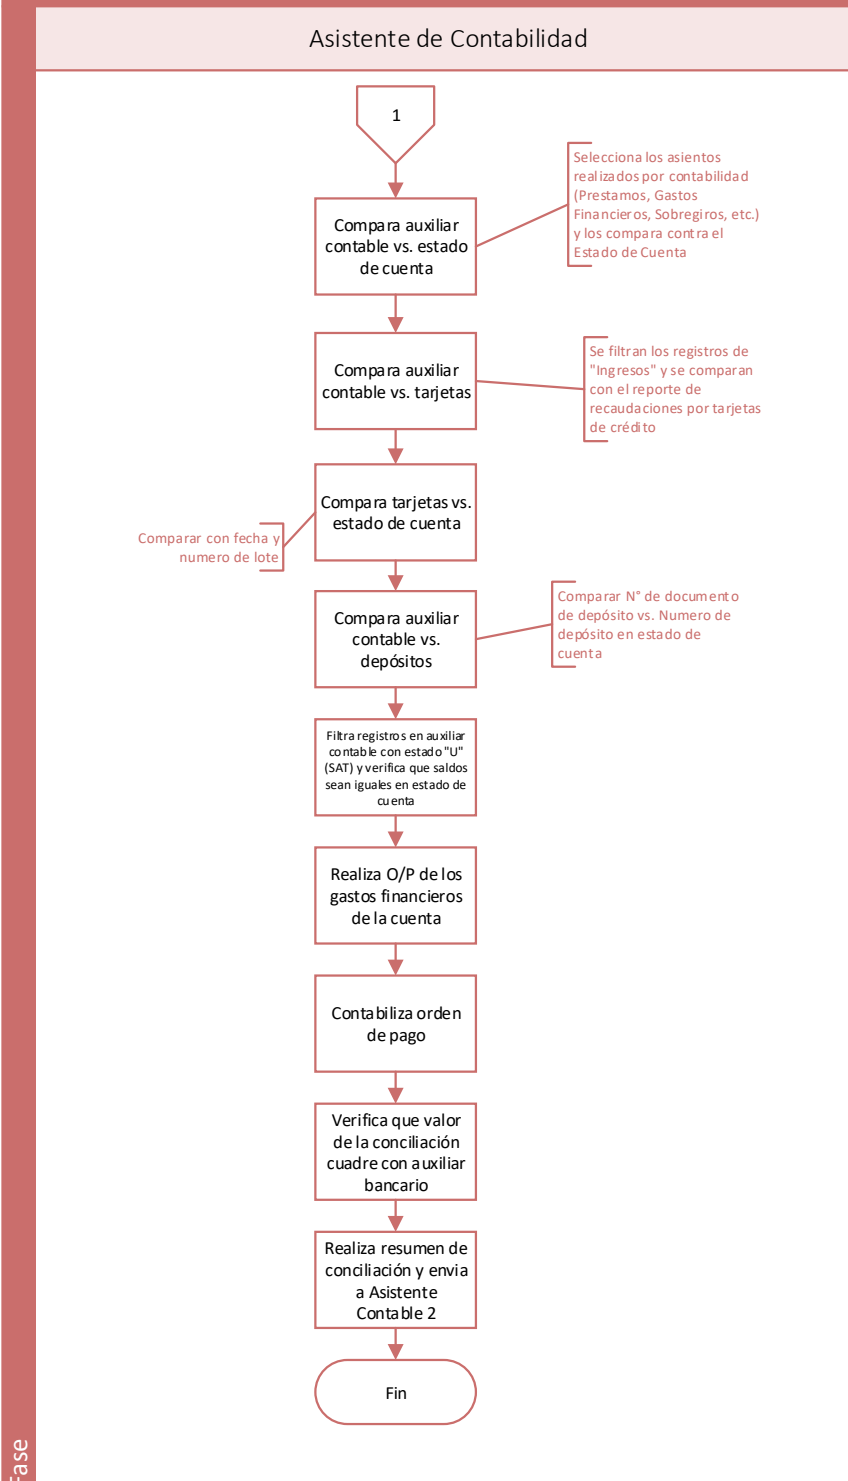 Asistente de Contabilidad
1
Selecciona los asientos
realizados por contabilidad
(Prestamos, Gastos
Financieros, Sobregiros, etc.)
y los compara contra el
Estado de Cuenta
Compara auxiliar
contable vs. estado
de cuenta
Compara auxiliar
contable vs. tarjetas
Se filtran los registros de
"Ingresos" y se comparan
con el reporte de
recaudaciones por tarjetas
de crédito
Compara tarjetas vs.
estado de cuenta
Comparar con fecha y
numero de lote
Compara auxiliar
contable vs.
depósitos
Comparar N° de documento
de depósito vs. Numero de
depósito en estado de
cuenta
Filtra registros en auxiliar
contable con estado "U"
(SAT) y verifica que saldos
sean iguales en estado de
cuenta
Realiza O/P de los
gastos financieros
de la cuenta
Contabiliza orden
de pago
Verifica que valor
de la conciliación
cuadre con auxiliar
bancario
Realiza resumen de
conciliación y envia
a Asistente
Contable 2
Fin
Fase